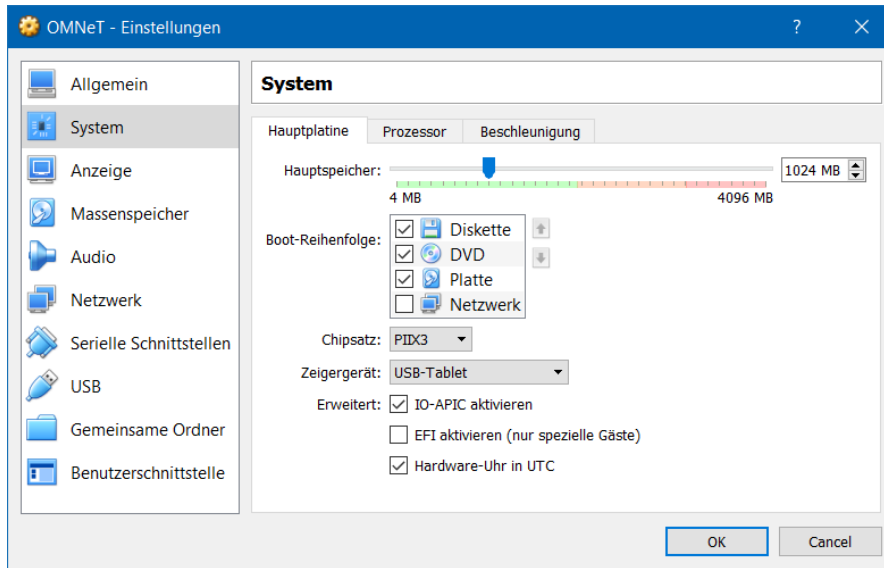 OMNeT - Einstellungen
Allgemein
System
Anzeige
Massenspeicher
Audio
Netzwerk
Serielle Schnittstellen
USB
Gemeinsame Ordner
Benutzerschnittstelle
System
Hauptplatine Prozessor Beschleunigung
Hauptspeicher: 1024 MB
4 MB 4096 MB
Boot-Reihenfolge:
Diskette
DVD
Platte
Netzwerk
Chipsatz: PIIX3
Zeigergerät: USB-Tablet
Erweitert: IO-APIC aktivieren
EFI aktivieren (nur spezielle Gäste)
Hardware-Uhr in UTC
OK Cancel